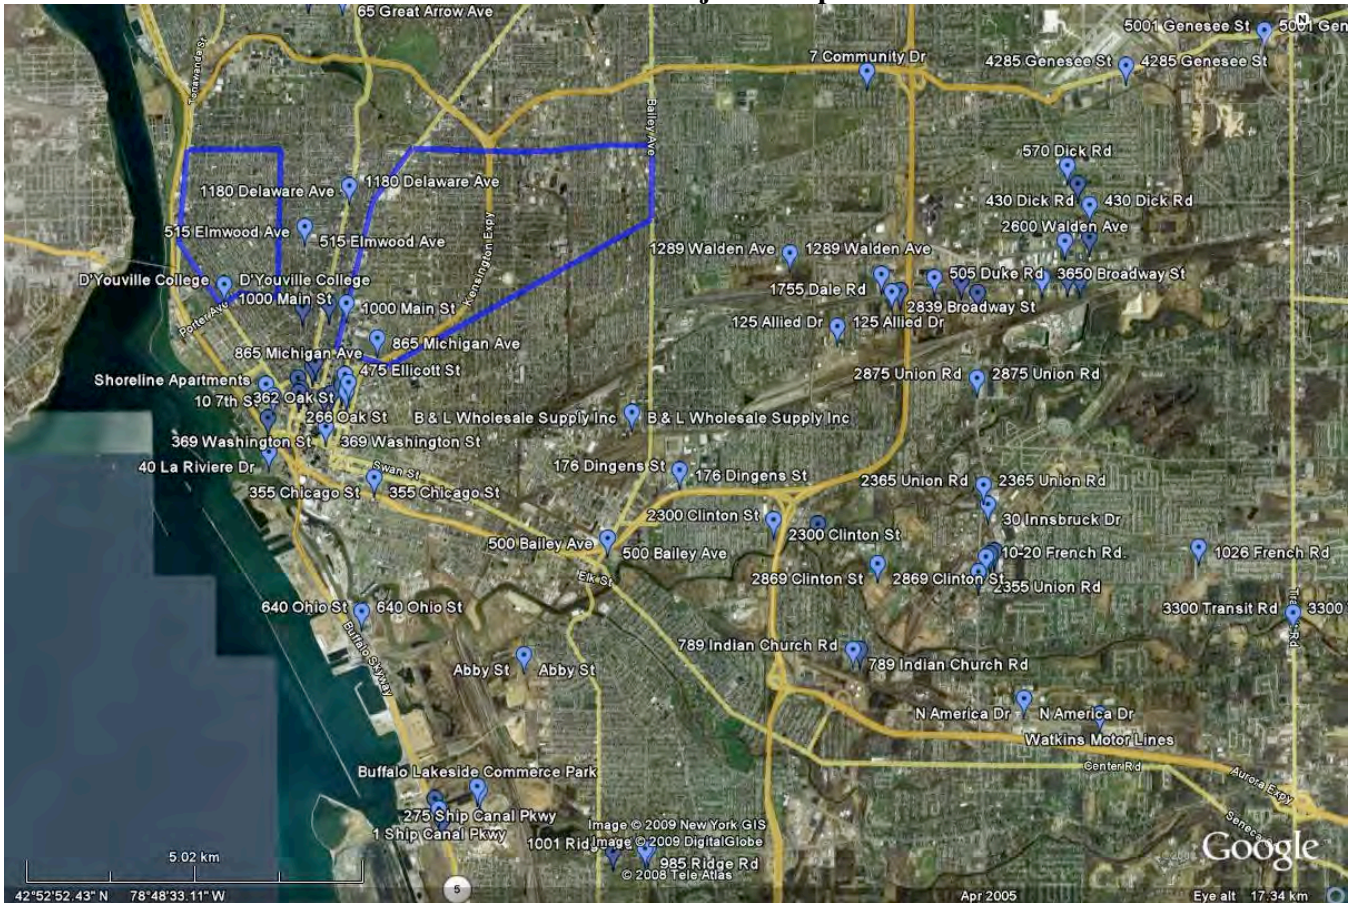 65 Great Arrow Ave
5001 Genesee St
N
7 Community Dr
4285 Genesee St
4285 Genesee St
Bailey Ave
570 Dick Rd
1180 Delaware Ave
1180 Delaware Ave
430 Dick Rd
430 Dick Rd
515 Elmwood Ave
515 Elmwood Ave
2600 Walden Ave
Kensington Expy
1289 Walden Ave
1289 Walden Ave
D'Youville College
D'Youville College
505 Duke Rd
3650 Broadway St
1755 Dale Rd
1000 Main St
1000 Main St
2839 Broadway St
Porter Ave
125 Allied Dr
125 Allied Dr
865 Michigan Ave
865 Michigan Ave
475 Ellicott St
2875 Union Rd
2875 Union Rd
Shoreline Apartments
362 Oak St
266 Oak St
B & L Wholesale Supply Inc
B & L Wholesale Supply Inc
369 Washington St
369 Washington St
40 La Riviere Dr
Swan St
176 Dingens St
176 Dingens St
355 Chicago St
355 Chicago St
2365 Union Rd
2365 Union Rd
2300 Clinton St
2300 Clinton St
30 Innsbruck Dr
500 Bailey Ave
500 Bailey Ave
10-20 French Rd.
1026 French Rd
Elk St
2869 Clinton St
2869 Clinton St
2355 Union Rd
640 Ohio St
640 Ohio St
3300 Transit Rd
Buffalo Skyway
Abby St
Abby St
789 Indian Church Rd
789 Indian Church Rd
N America Dr
N America Dr
Watkins Motor Lines
Center Rd
Aurora Expy
Buffalo Lakeside Commerce Park
275 Ship Canal Pkwy
1 Ship Canal Pkwy
Image © 2009 New York GIS
Image © 2009 DigitalGlobe
985 Ridge Rd
© 2008 Tele Atlas
Google
5.02 km
42°52'52.43" N 78°48'33.11" W
5
Apr 2005
Eye alt 17.34 km